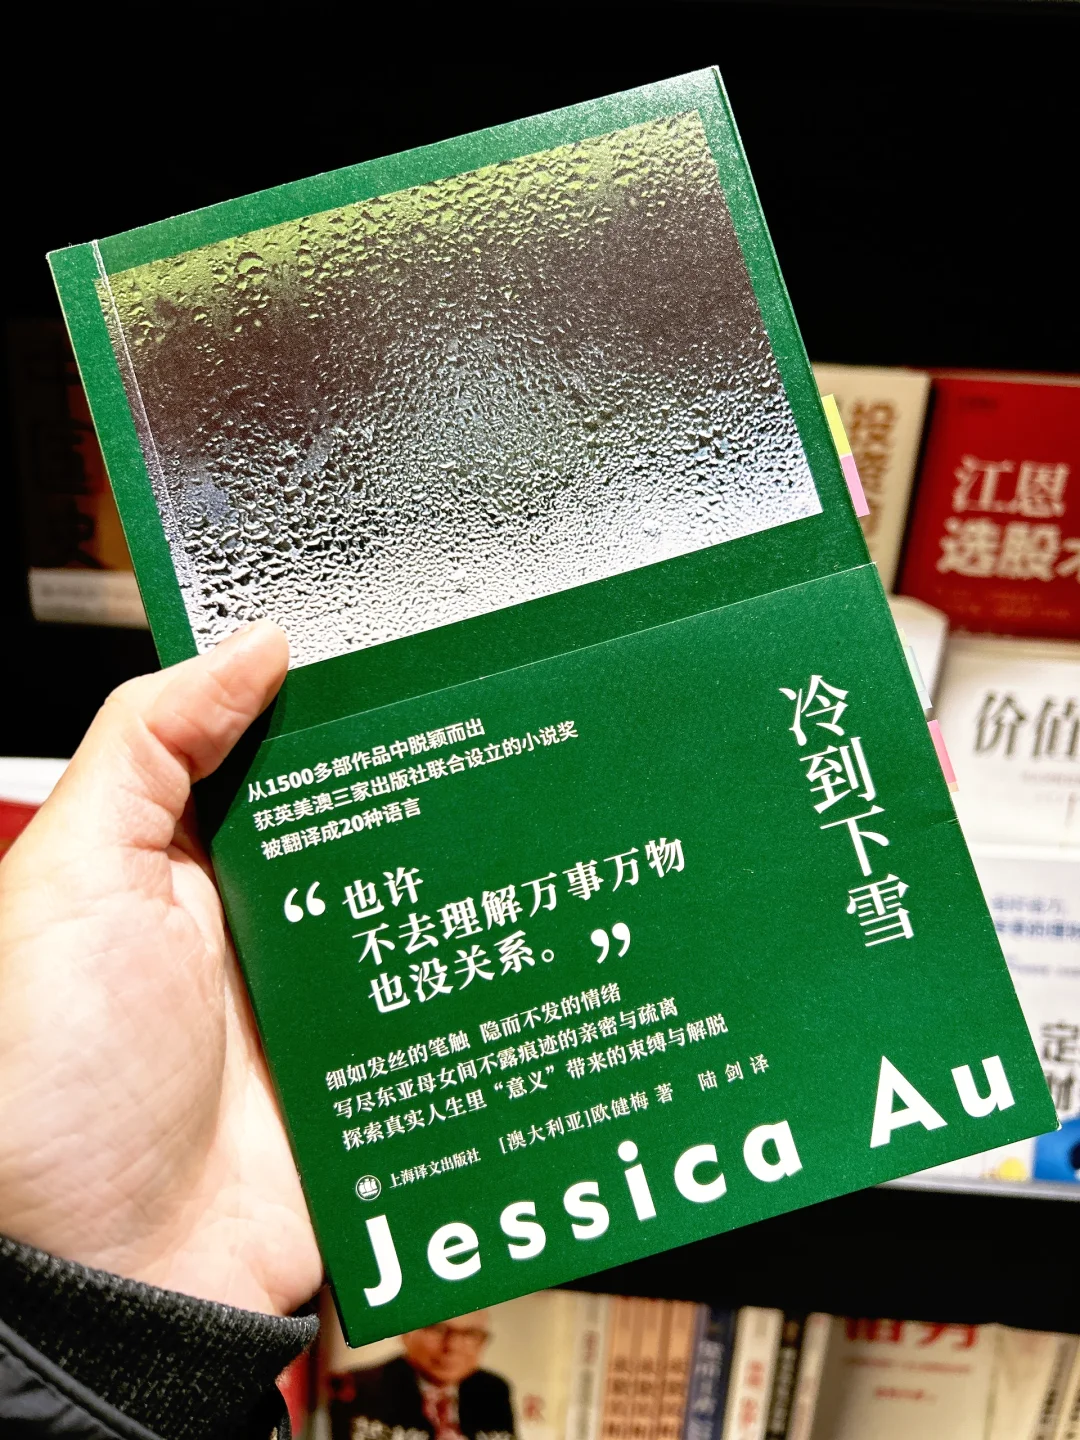 从1500多部作品中脱颖而出
获英美澳三家出版社联合设立的小说奖
被翻译成20种语言
“也许
不去理解万事万物
也没关系。”
细如发丝的笔触 隐而不发的情绪
写尽东亚母女间不露痕迹的亲密与疏离
探索真实人生里“意义”带来的束缚与解脱
上海译文出版社 [澳大利亚]欧健梅 著 陆剑 译
冷到下雪
Jessica Au
投资
江恩
选股术
价值
定